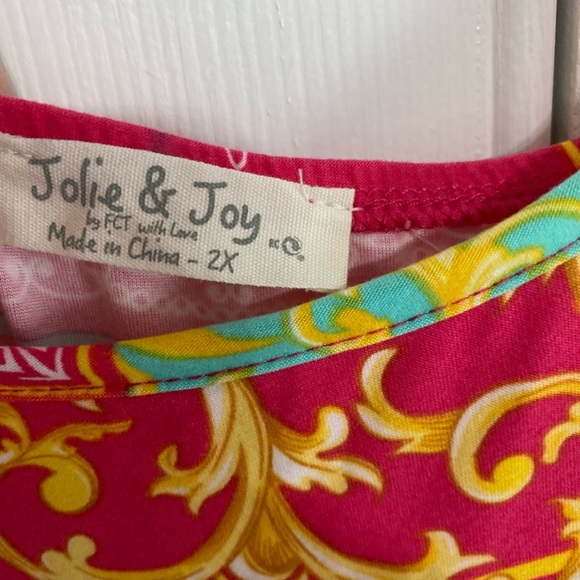 Jolie & Joy
by FCT with Love
Made in China - 2X